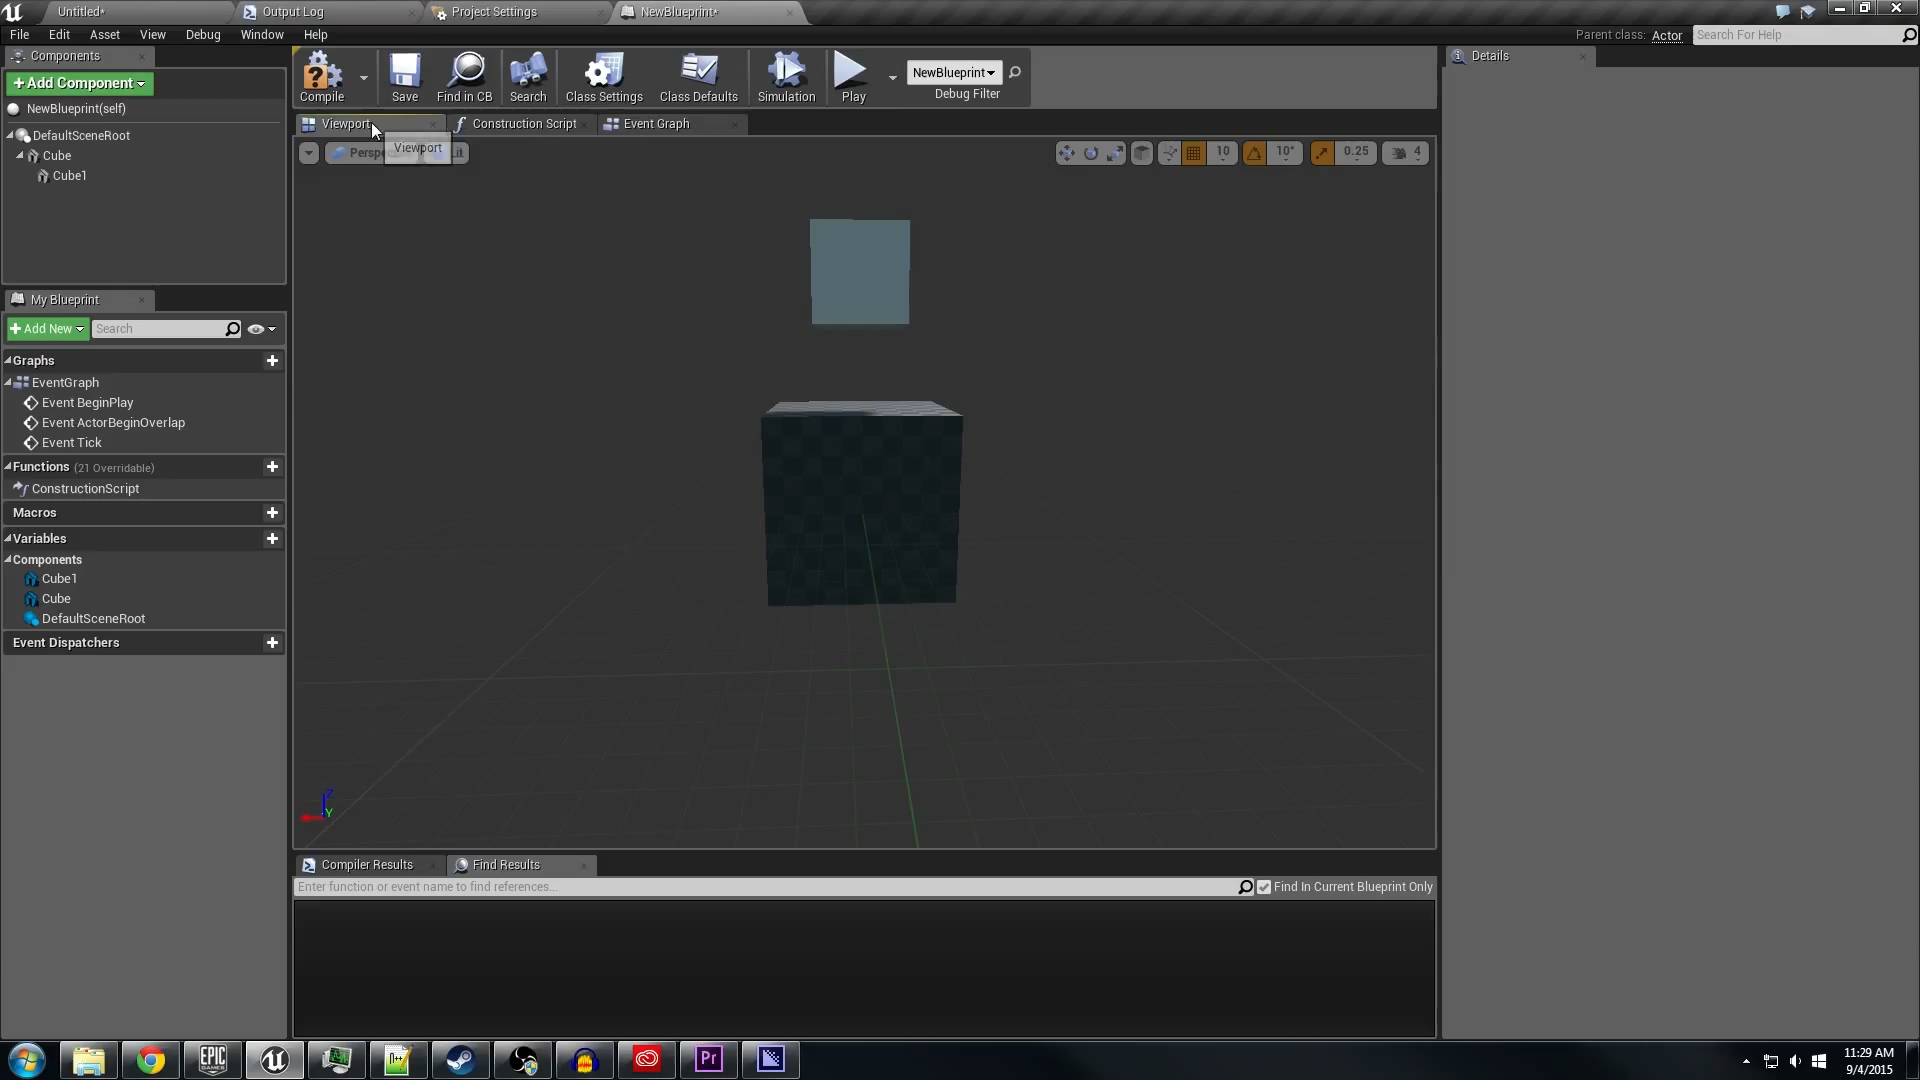 Untitled*
Output Log
Project Settings
NewBlueprint*
File Edit Asset View Debug Window Help
Parent class: Actor
Search For Help
Components
+Add Component
NewBlueprint(self)
DefaultSceneRoot
Cube
Cube1
Compile
Save
Find in CB
Search
Class Settings
Class Defaults
Simulation
Play
NewBlueprint
Debug Filter
Details
Viewport
Construction Script
Event Graph
Viewport
10
10°
0.25
4
My Blueprint
+Add New
Search
Graphs
EventGraph
Event BeginPlay
Event ActorBeginOverlap
Event Tick
Functions (21 Overridable)
ConstructionScript
Macros
Variables
Components
Cube1
Cube
DefaultSceneRoot
Event Dispatchers
Z
Y
Compiler Results
Find Results
Enter function or event name to find references...
Find In Current Blueprint Only
EPIC GAMES
Pr
11:29 AM
9/4/2015